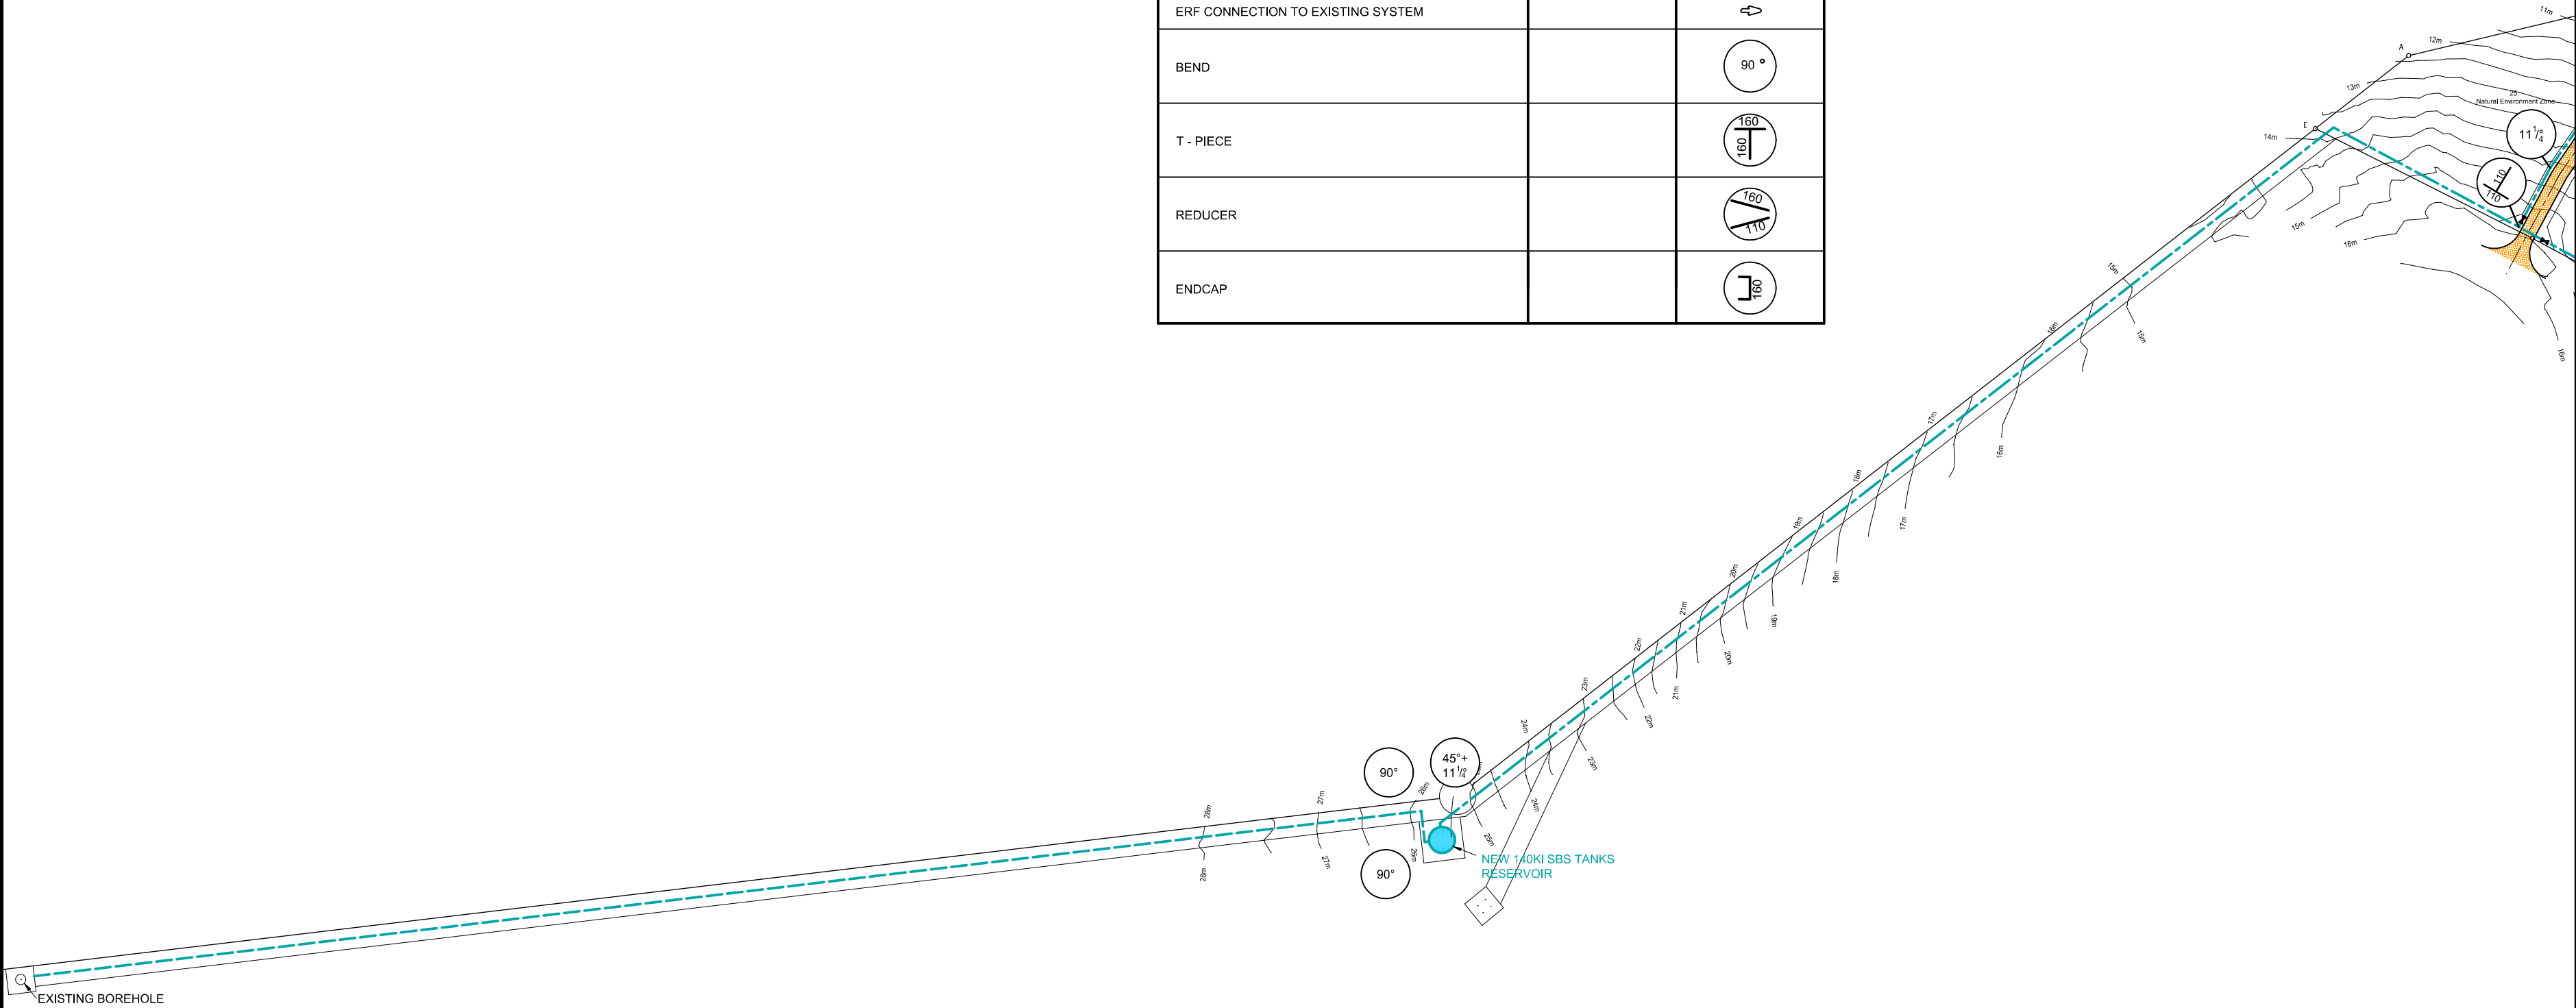 ERF CONNECTION TO EXISTING SYSTEM
BEND
90 °
T - PIECE
160
160
REDUCER
160
110
ENDCAP
160
11m
A
12m
13m
25
Natural Environment Zone
E
14m
11 1/4°
110
110
15m
16m
16m
15m
15m
16m
16m
17m
17m
18m
18m
19m
19m
20m
20m
21m
21m
22m
22m
23m
23m
24m
24m
45°+
11 1/4°
90°
26m
25m
26m
27m
27m
28m
28m
90°
NEW 140Kl SBS TANKS
RESERVOIR
EXISTING BOREHOLE